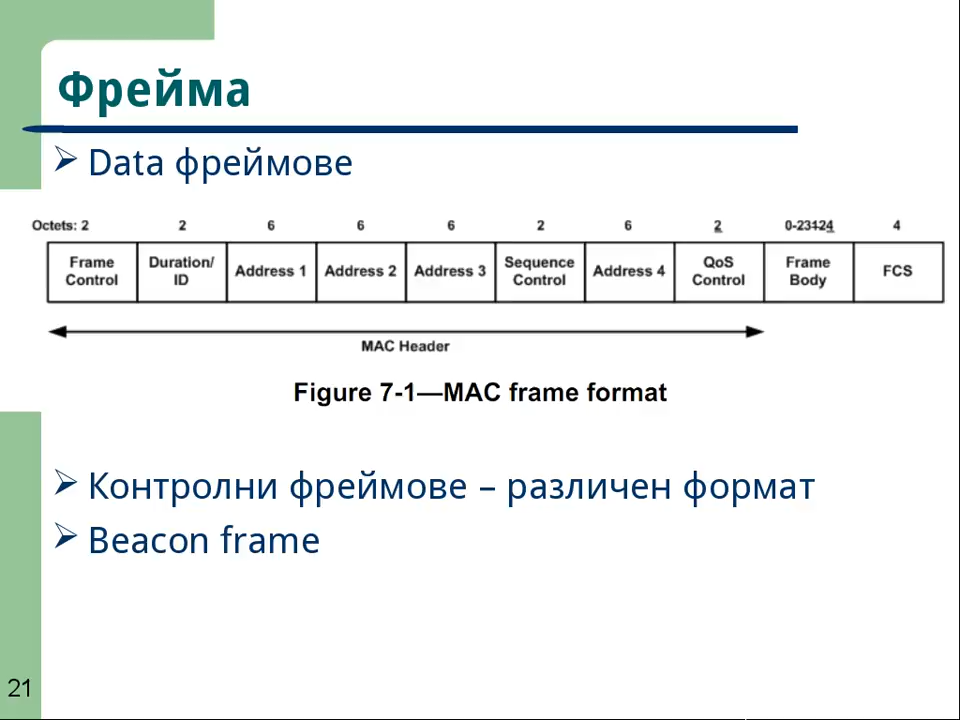 Фрейма
Data фреймове
Octets: 2 2 6 6 6 2 6 2 0-23124 4
Frame Control Duration/ ID Address 1 Address 2 Address 3 Sequence Control Address 4 QoS Control Frame Body FCS
MAC Header
Figure 7-1—MAC frame format
Контролни фреймове – различен формат
Beacon frame
21